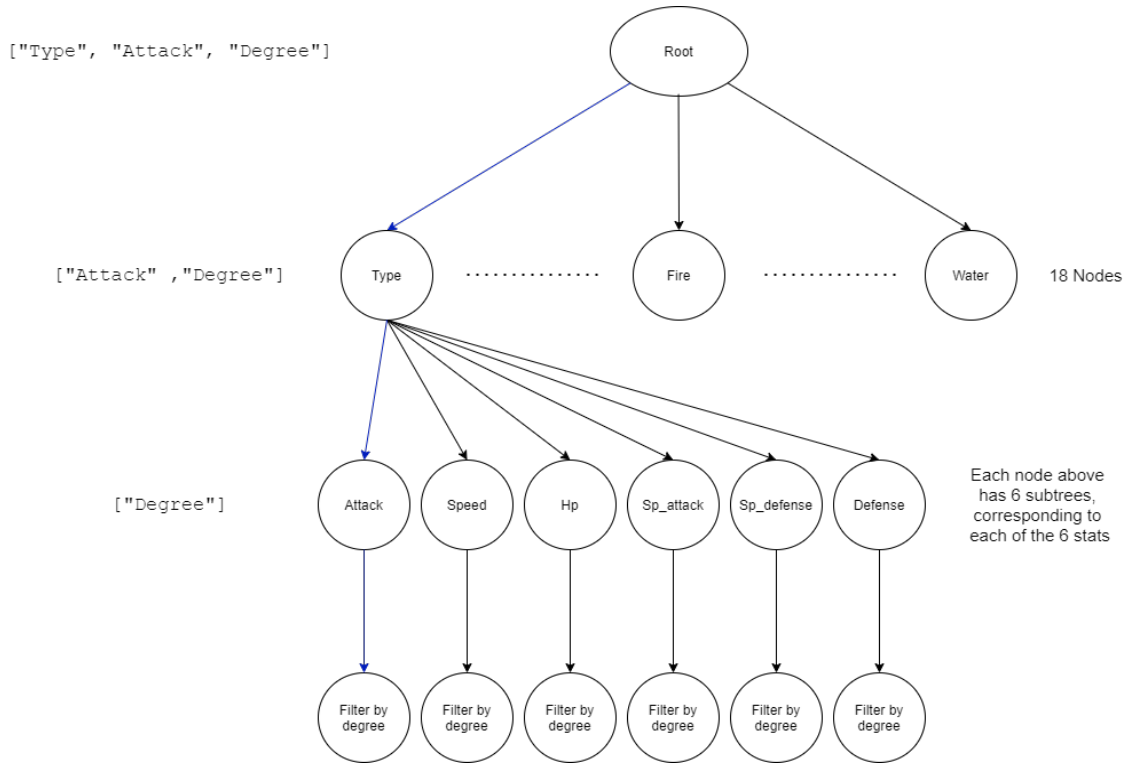 ["Type", "Attack", "Degree"]
Root
["Attack" ,"Degree"]
Type
Fire
Water
18 Nodes
["Degree"]
Attack
Speed
Hp
Sp_attack
Sp_defense
Defense
Each node above
has 6 subtrees,
corresponding to
each of the 6 stats
Filter by
degree
Filter by
degree
Filter by
degree
Filter by
degree
Filter by
degree
Filter by
degree